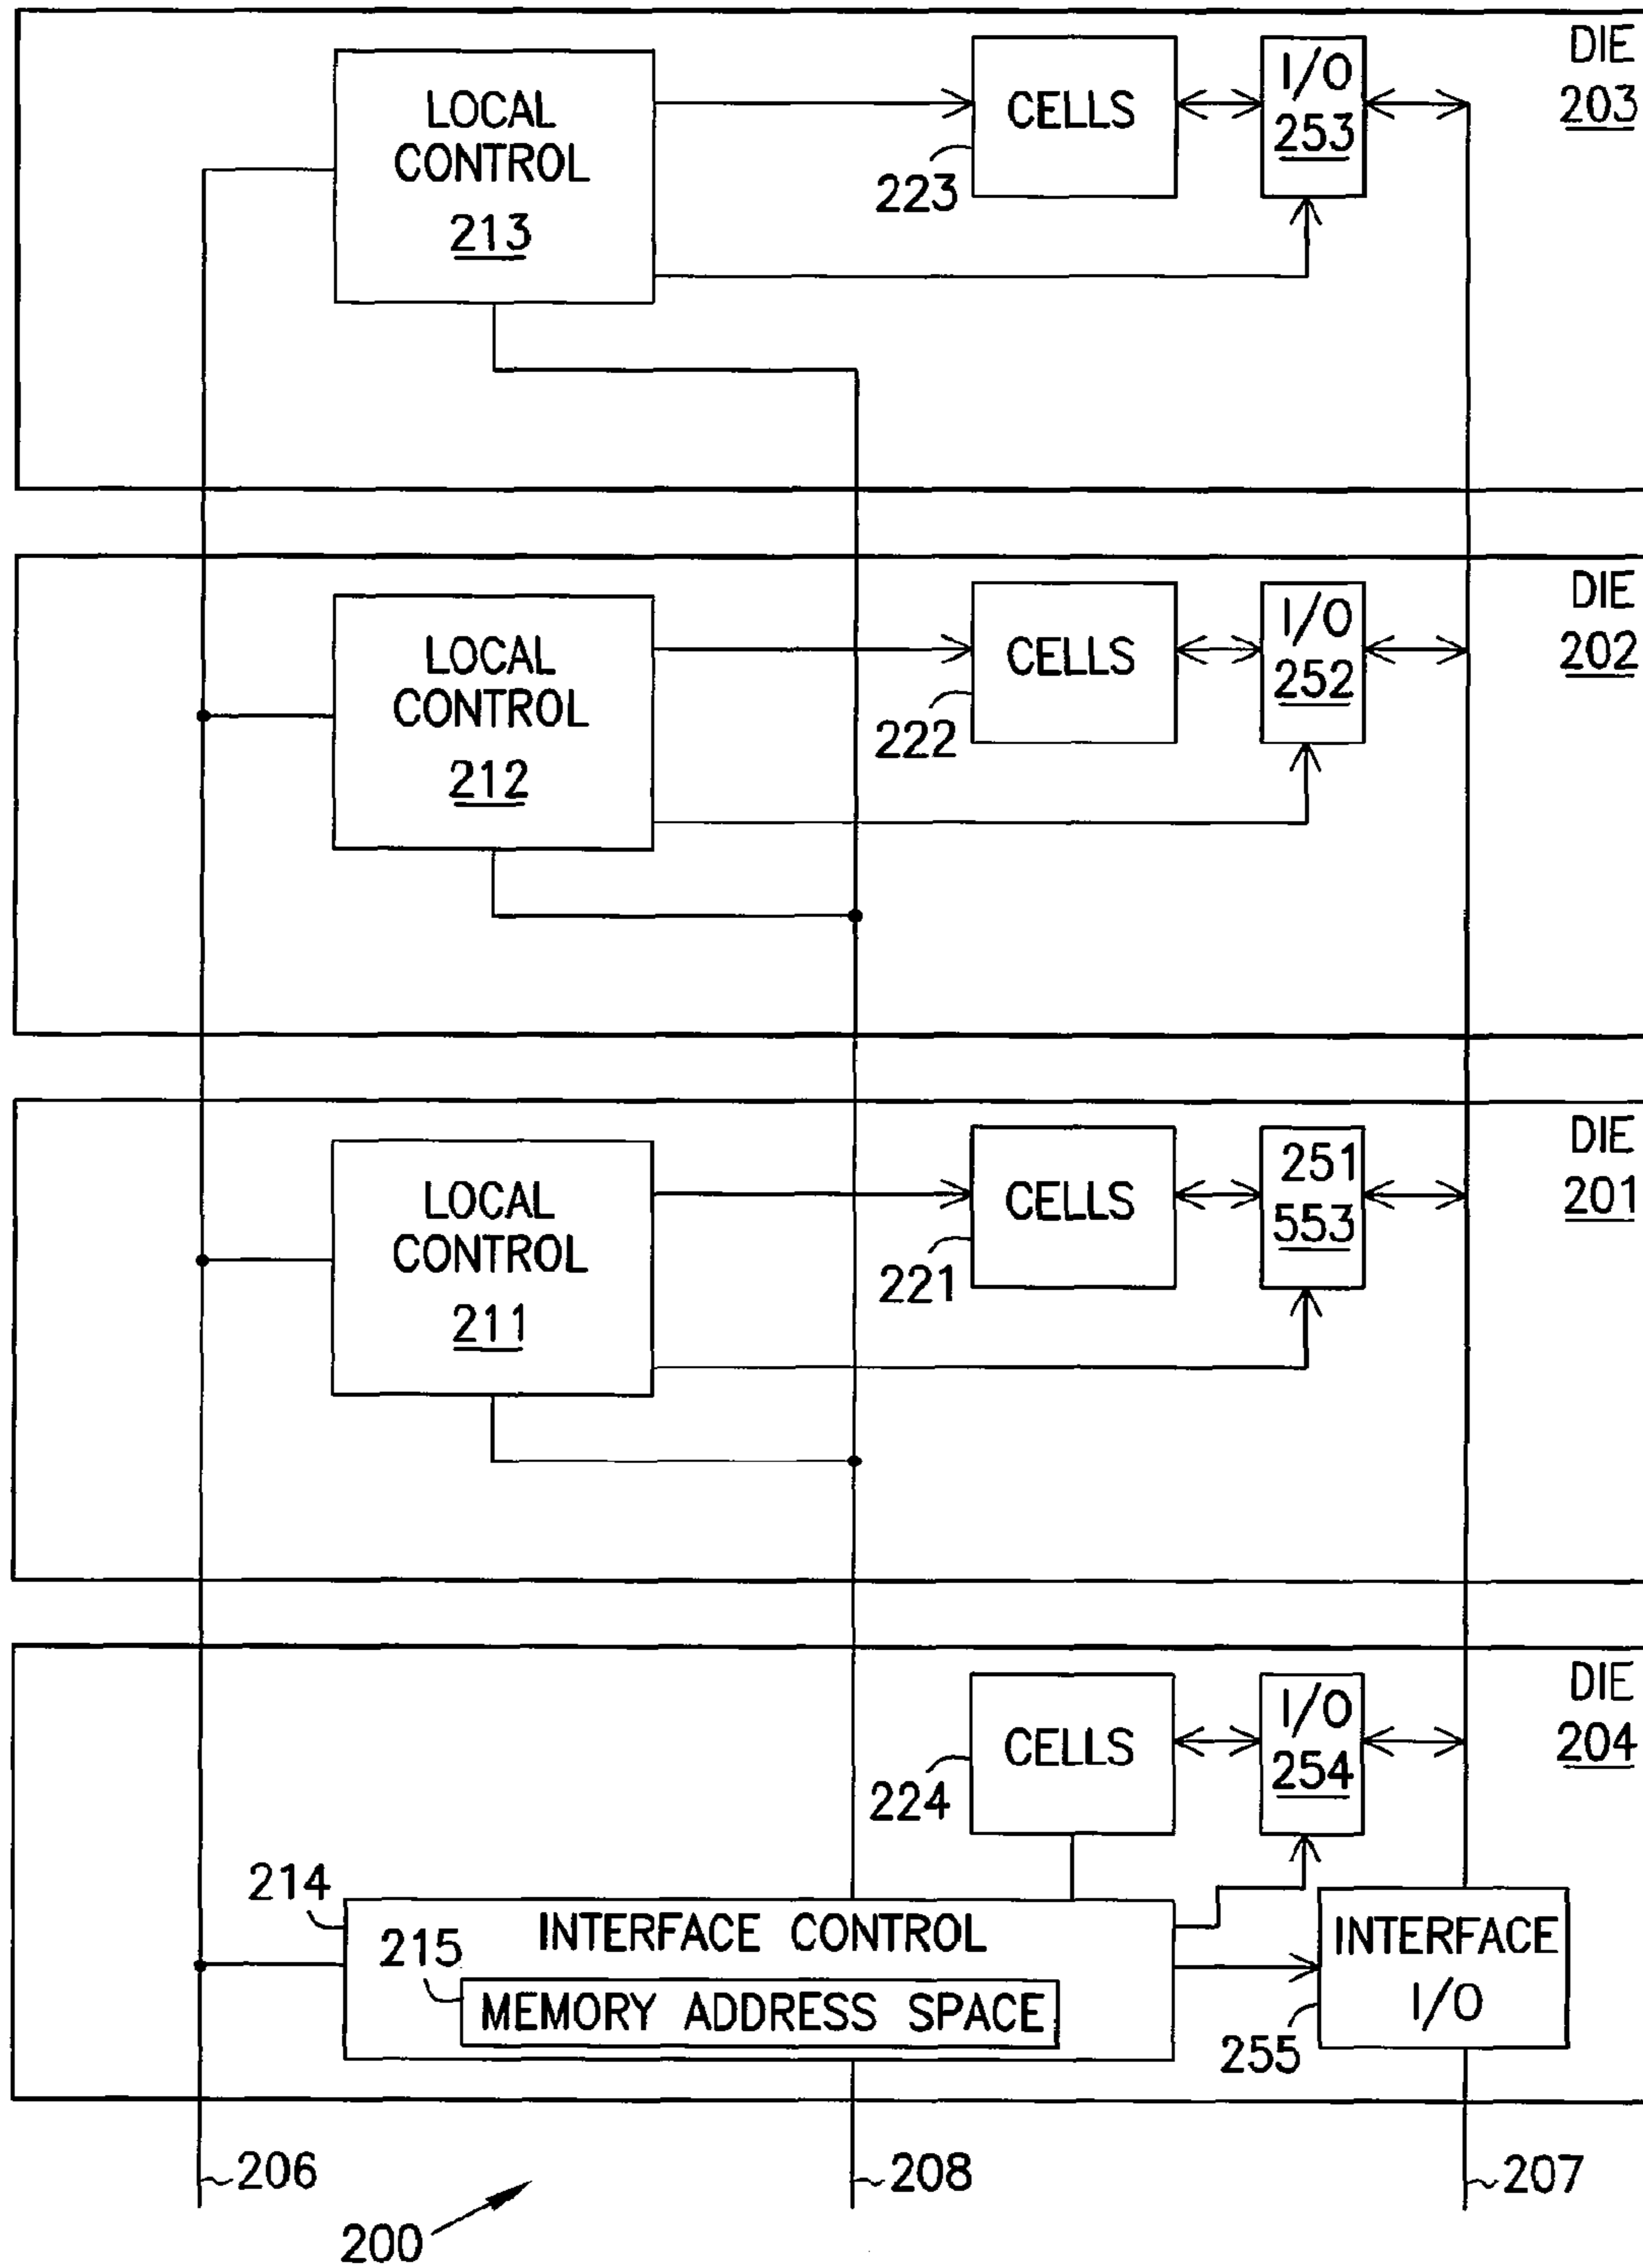 LOCAL
CONTROL
213
CELLS
223
I/O
253
DIE
203
LOCAL
CONTROL
212
CELLS
222
I/O
252
DIE
202
LOCAL
CONTROL
211
CELLS
221
251
553
DIE
201
CELLS
224
I/O
254
DIE
204
214
INTERFACE CONTROL
215
MEMORY ADDRESS SPACE
INTERFACE
I/O
255
206
208
207
200